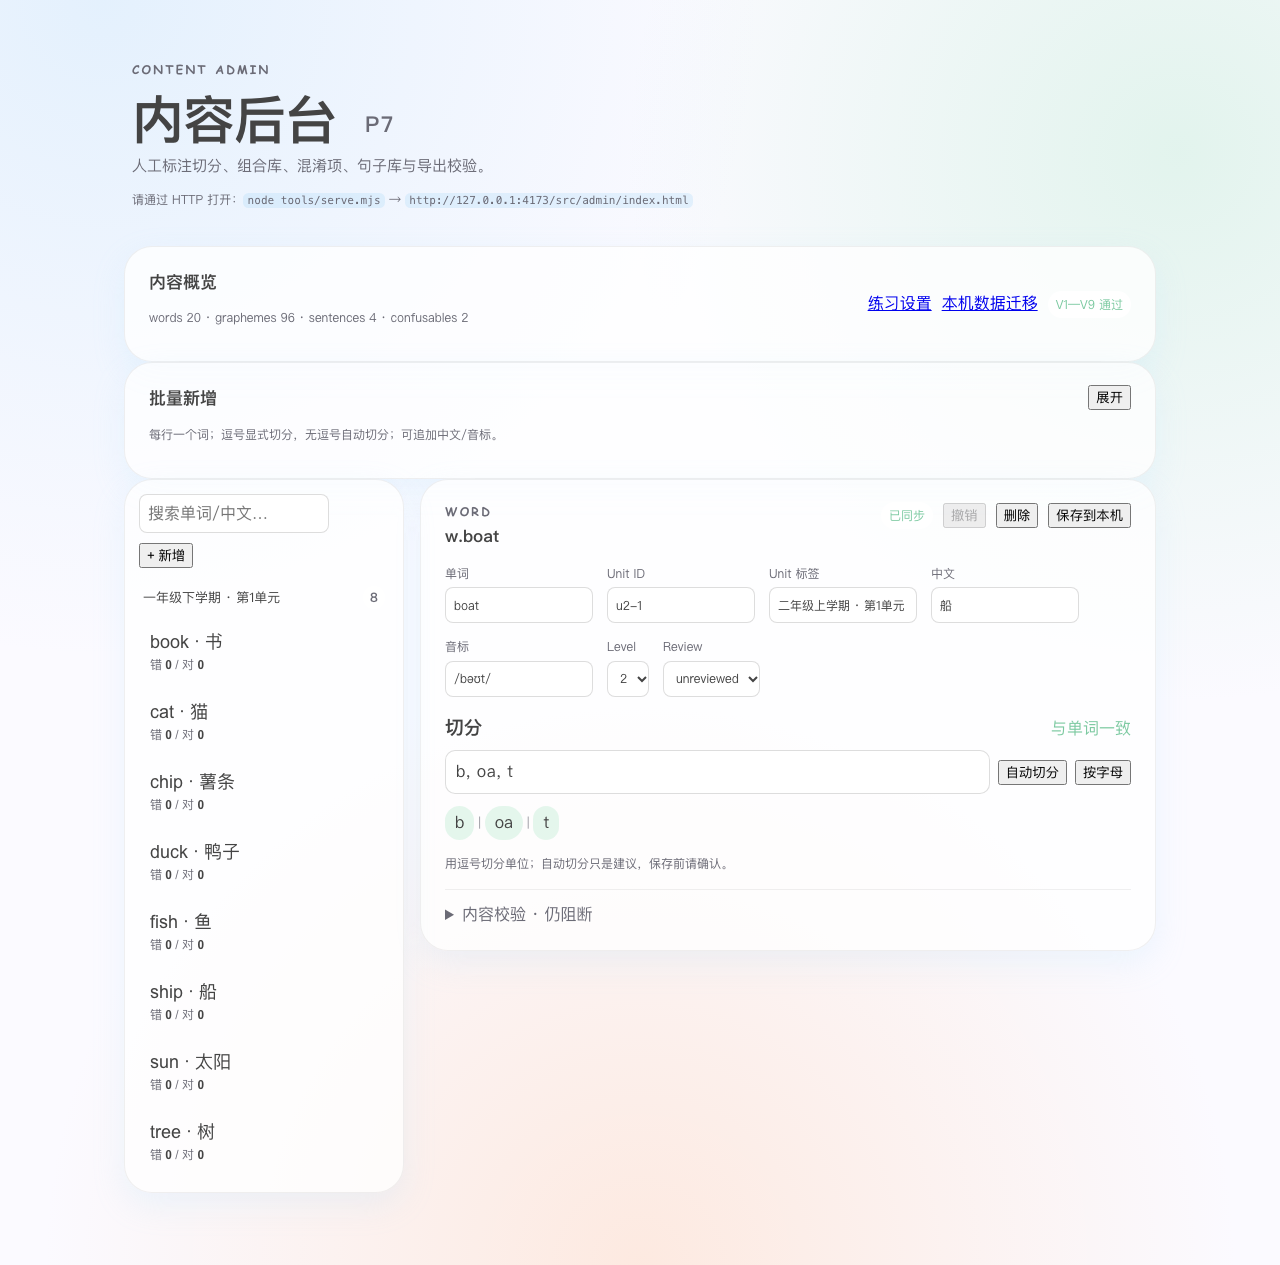 CONTENT ADMIN
内容后台 P7
人工标注切分、组合库、混淆项、句子库与导出校验。
请通过 HTTP 打开: node tools/serve.mjs → http://127.0.0.1:4173/src/admin/index.html
内容概览
words 20 · graphemes 96 · sentences 4 · confusables 2
练习设置 本机数据迁移 V1—V9 通过
批量新增
展开
每行一个词；逗号显式切分，无逗号自动切分；可追加中文/音标。
搜索单词/中文…
+ 新增
一年级下学期 · 第1单元 8
book · 书
错 0 / 对 0
cat · 猫
错 0 / 对 0
chip · 薯条
错 0 / 对 0
duck · 鸭子
错 0 / 对 0
fish · 鱼
错 0 / 对 0
ship · 船
错 0 / 对 0
sun · 太阳
错 0 / 对 0
tree · 树
错 0 / 对 0
WORD
w.boat
已同步 撤销 删除 保存到本机
单词 Unit ID Unit 标签 中文
boat u2-1 二年级上学期 · 第1单元 船
音标 Level Review
/bəʊt/ 2 unreviewed
切分 与单词一致
b, oa, t 自动切分 按字母
b | oa | t
用逗号切分单位；自动切分只是建议，保存前请确认。
▶ 内容校验 · 仍阻断